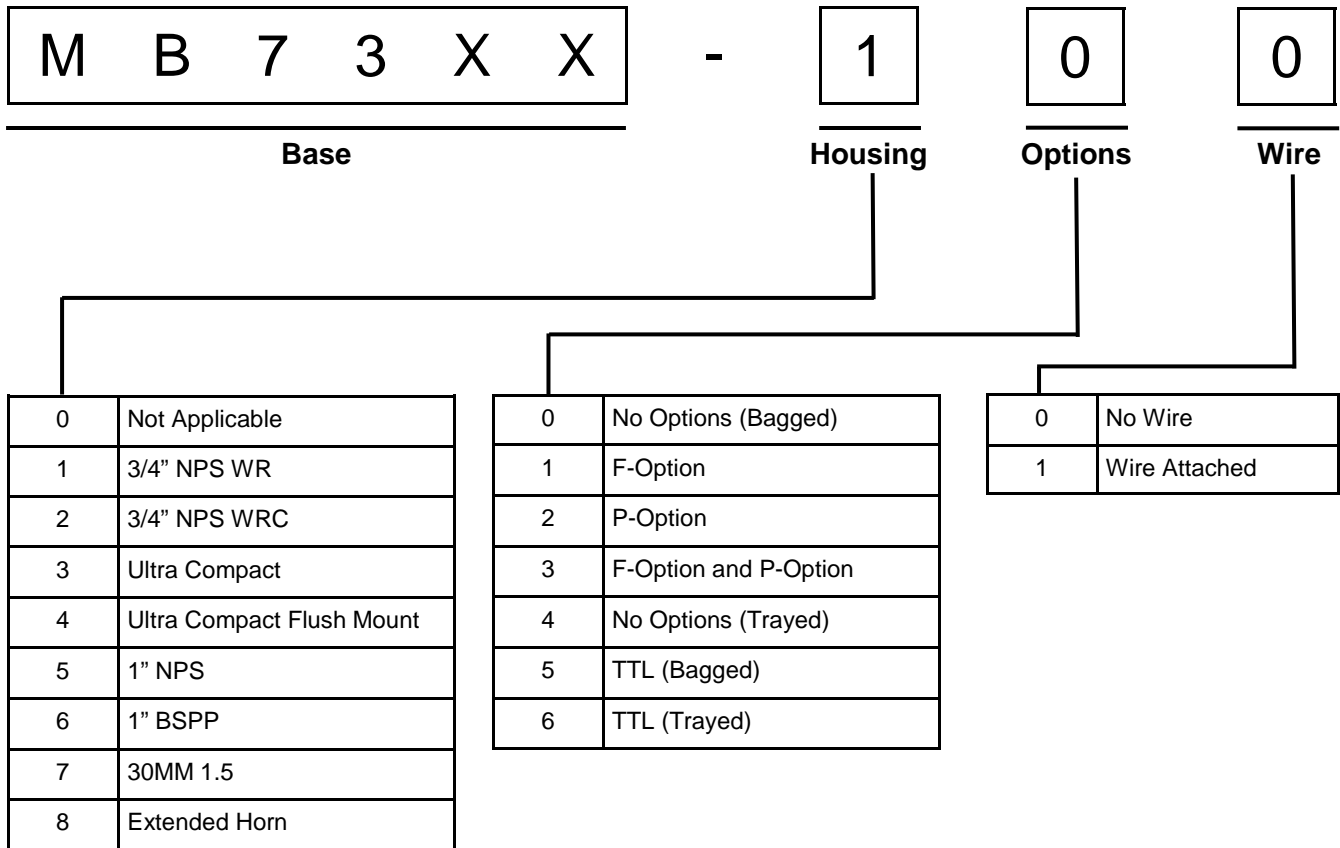 M B 7 3 X X - 1 0 0
Base Housing Options Wire
0 Not Applicable
1 3/4” NPS WR
2 3/4” NPS WRC
3 Ultra Compact
4 Ultra Compact Flush Mount
5 1” NPS
6 1” BSPP
7 30MM 1.5
8 Extended Horn
0 No Options (Bagged)
1 F-Option
2 P-Option
3 F-Option and P-Option
4 No Options (Trayed)
5 TTL (Bagged)
6 TTL (Trayed)
0 No Wire
1 Wire Attached